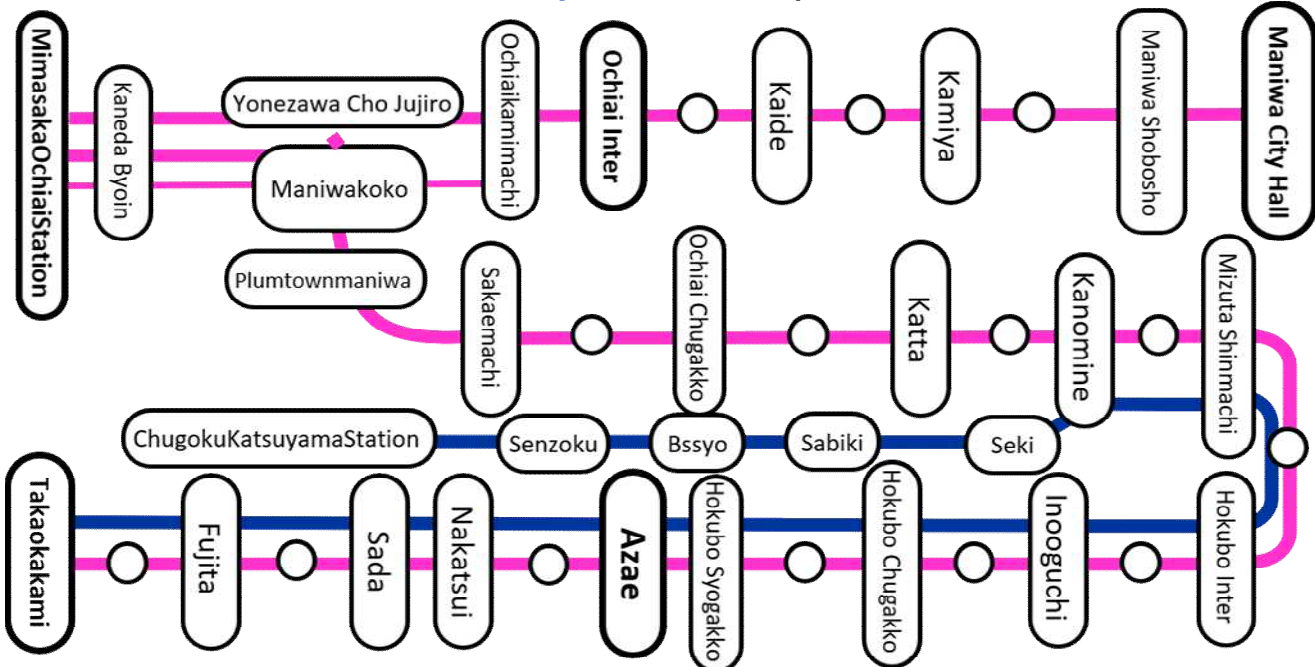 MimasakaOchiaiStation
Kaneda Byoin
Yonezawa Cho Jujiro
Maniwakoko
Plumtownmaniwa
Ochiaikamimachi
Ochiai Inter
Kaide
Kamiya
Maniwa Shobosho
Maniwa City Hall
Sakaemachi
Ochiai Chugakko
Katta
Kanomine
Mizuta Shinmachi
ChugokuKatsuyamaStation
Senzoku
Bssyo
Sabiki
Seki
Takaokakami
Fujita
Sada
Nakatsui
Azae
Hokubo Syogakko
Hokubo Chugakko
Inooguchi
Hokubo Inter